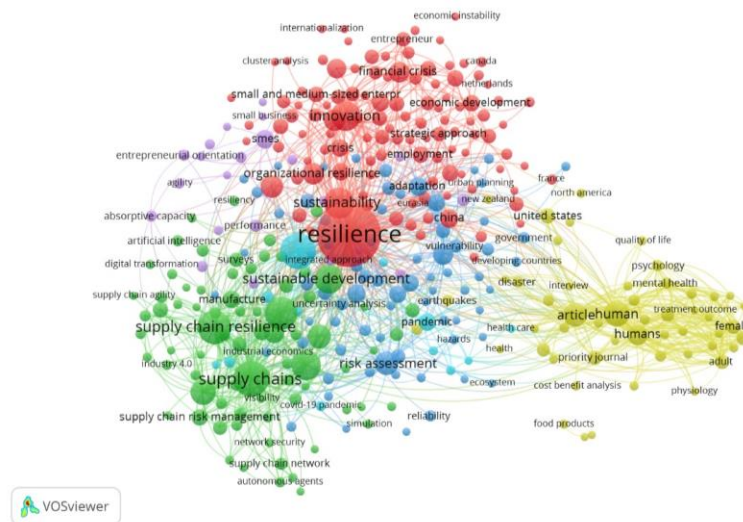 economic instability
internationalization
entrepreneur
cluster analysis
financial crisis
canada
netherlands
small and medium-sized enterpr
economic development
small business
innovation
strategic approach
smes
crisis
employment
entrepreneurial orientation
organizational resilience
adaptation
urban planning
france
agility
resiliency
eurasia
new zealand
north america
sustainability
china
united states
absorptive capacity
performance
resilience
government
quality of life
artificial intelligence
vulnerability
surveys
integrated approach
developing countries
psychology
digital transformation
sustainable development
disaster
interview
mental health
supply chain agility
manufacture
uncertainty analysis
earthquakes
treatment outcome
article
human
supply chain resilience
pandemic
health care
humans
female
hazards
industry 4.0
industrial economics
risk assessment
health
priority journal
adult
supply chains
ecosystem
cost benefit analysis
physiology
visibility
covid-19 pandemic
supply chain risk management
simulation
reliability
food products
network security
supply chain network
autonomous agents
VOSviewer